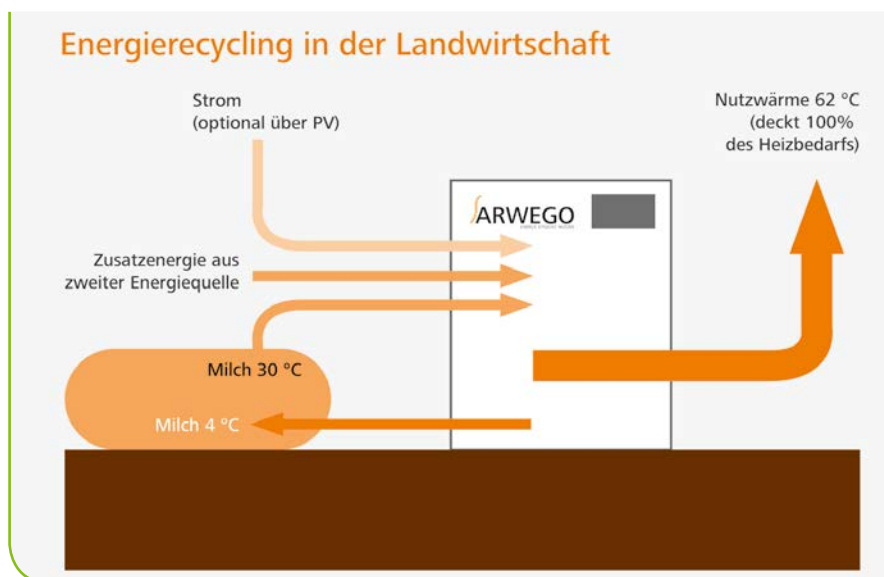 Energierecycling in der Landwirtschaft
Strom
(optional über PV)
Nutzwärme 62 °C
(deckt 100%
des Heizbedarfs)
ARWEGO
Zusatzenergie aus
zweiter Energiequelle
Milch 30 °C
Milch 4 °C